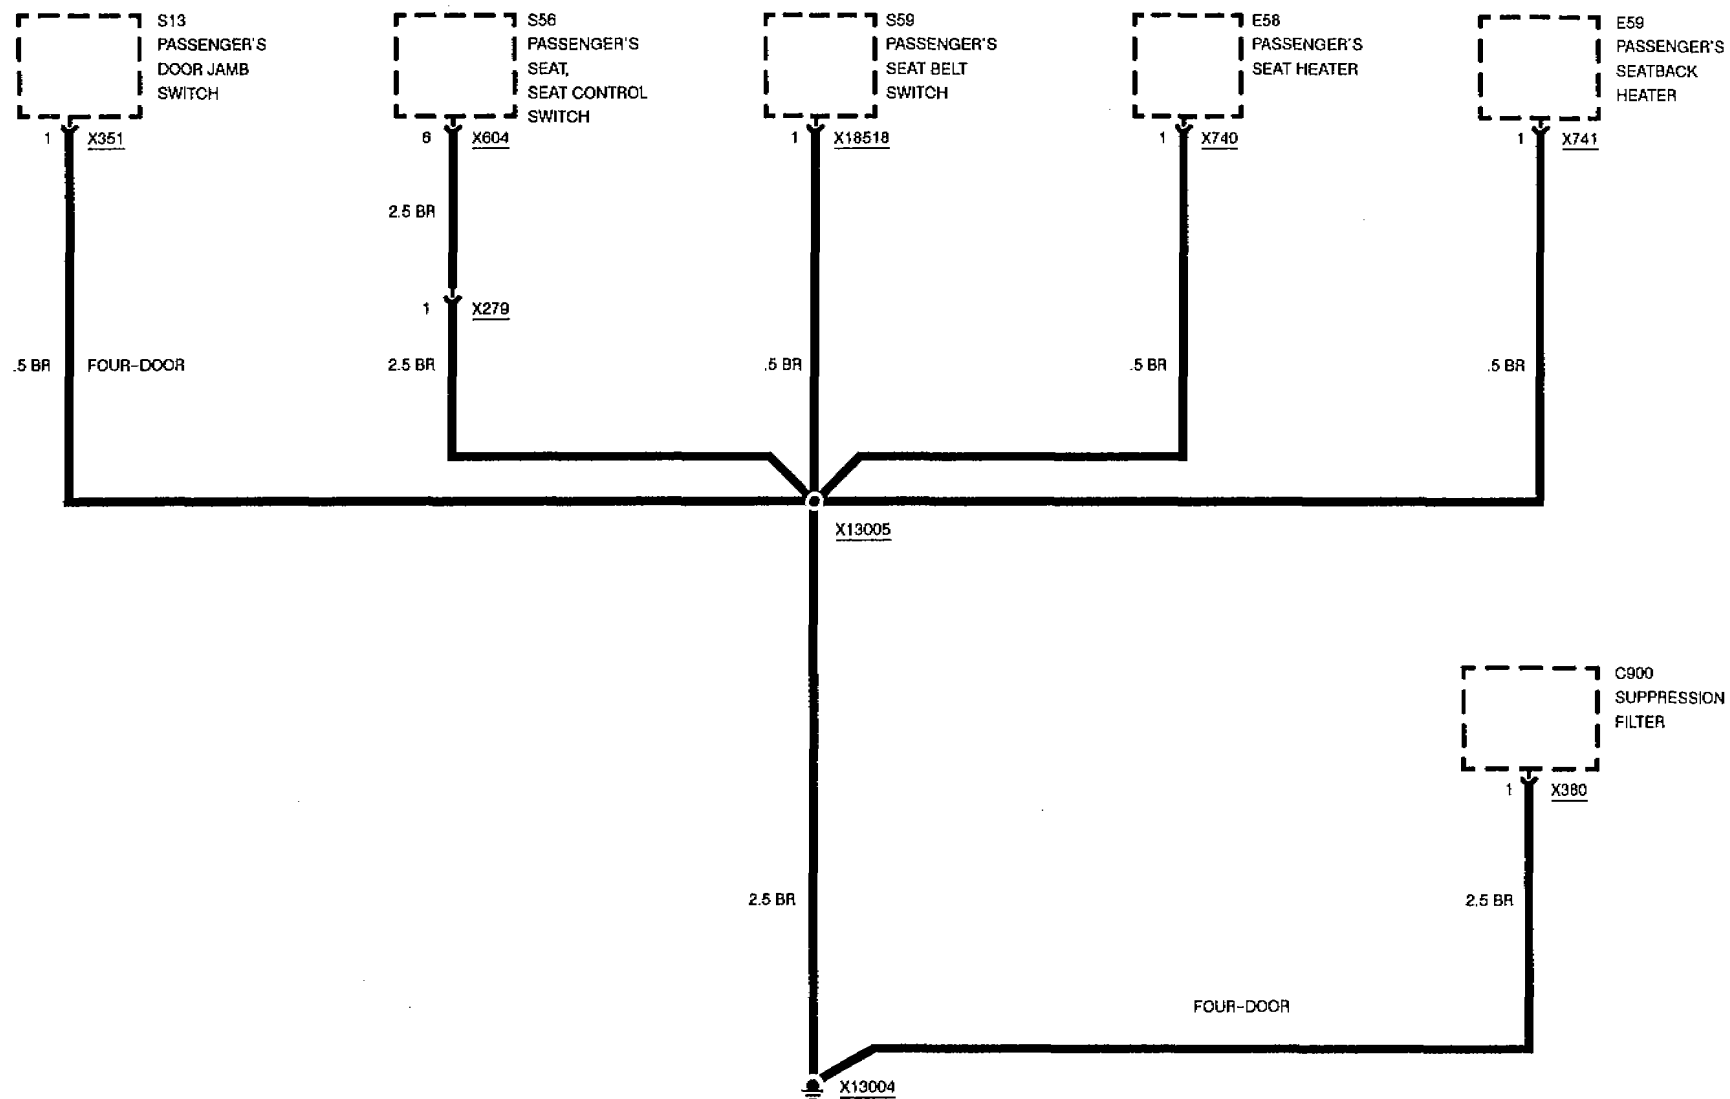 S13
PASSENGER'S
DOOR JAMB
SWITCH
S56
PASSENGER'S
SEAT,
SEAT CONTROL
SWITCH
S59
PASSENGER'S
SEAT BELT
SWITCH
E58
PASSENGER'S
SEAT HEATER
E59
PASSENGER'S
SEATBACK
HEATER
1 X351
6 X604
1 X18518
1 X740
1 X741
2.5 BR
1 X279
.5 BR FOUR-DOOR
2.5 BR
.5 BR
.5 BR
.5 BR
X13005
C900
SUPPRESSION
FILTER
1 X380
2.5 BR
2.5 BR
FOUR-DOOR
X13004